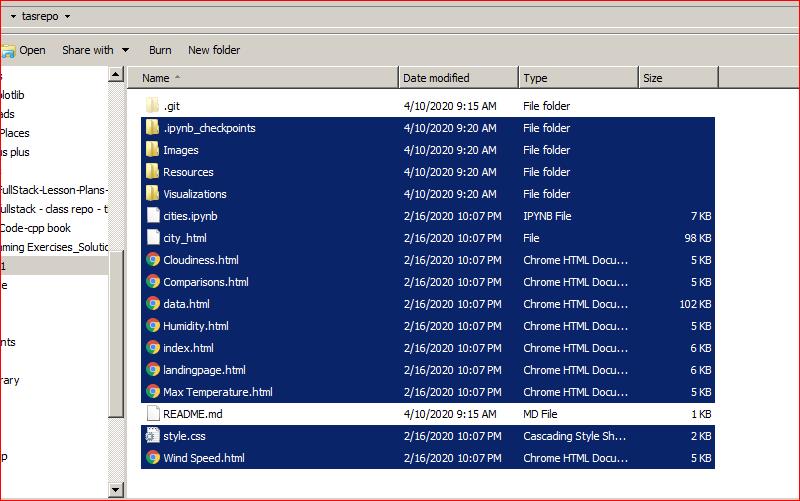 tasrepo
Open Share with Burn New folder
Name Date modified Type Size
.git 4/10/2020 9:15 AM File folder
.ipynb_checkpoints 4/10/2020 9:20 AM File folder
Images 4/10/2020 9:20 AM File folder
Resources 4/10/2020 9:20 AM File folder
Visualizations 4/10/2020 9:20 AM File folder
cities.ipynb 2/16/2020 10:07 PM IPYNB File 7 KB
city_html 2/16/2020 10:07 PM File 98 KB
Cloudiness.html 2/16/2020 10:07 PM Chrome HTML Docu... 5 KB
Comparisons.html 2/16/2020 10:07 PM Chrome HTML Docu... 5 KB
data.html 2/16/2020 10:07 PM Chrome HTML Docu... 102 KB
Humidity.html 2/16/2020 10:07 PM Chrome HTML Docu... 5 KB
index.html 2/16/2020 10:07 PM Chrome HTML Docu... 6 KB
landingpage.html 2/16/2020 10:07 PM Chrome HTML Docu... 6 KB
Max Temperature.html 2/16/2020 10:07 PM Chrome HTML Docu... 5 KB
README.md 4/10/2020 9:15 AM MD File 1 KB
style.css 2/16/2020 10:07 PM Cascading Style Sh... 2 KB
Wind Speed.html 2/16/2020 10:07 PM Chrome HTML Docu... 5 KB
s
plotlib
ads
Places
us plus
FullStack-Lesson-Plans-
ullstack - class repo - t
Code-cpp book
ming Exercises_Solutio
1
e
nts
rary
p